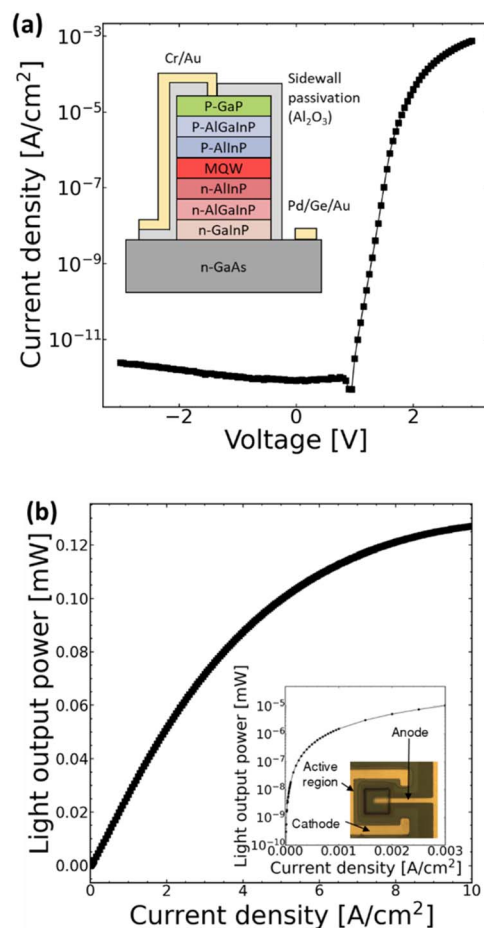 (a)
Current density [A/cm²]
10⁻³
10⁻⁵
10⁻⁷
10⁻⁹
10⁻¹¹
Cr/Au
Sidewall
passivation
(Al₂O₃)
P-GaP
P-AlGaInP
P-AlInP
MQW
n-AlInP
n-AlGaInP
n-GaInP
n-GaAs
Pd/Ge/Au
−2
0
2
Voltage [V]
(b)
Light output power [mW]
0.12
0.10
0.08
0.06
0.04
0.02
0.00
0
2
4
6
8
10
Current density [A/cm²]
Light output power [mW]
10⁻⁵
10⁻⁶
10⁻⁷
10⁻⁸
10⁻⁹
10⁻¹⁰
Active
region
Anode
Cathode
0.000
0.001
0.002
0.003
Current density [A/cm²]